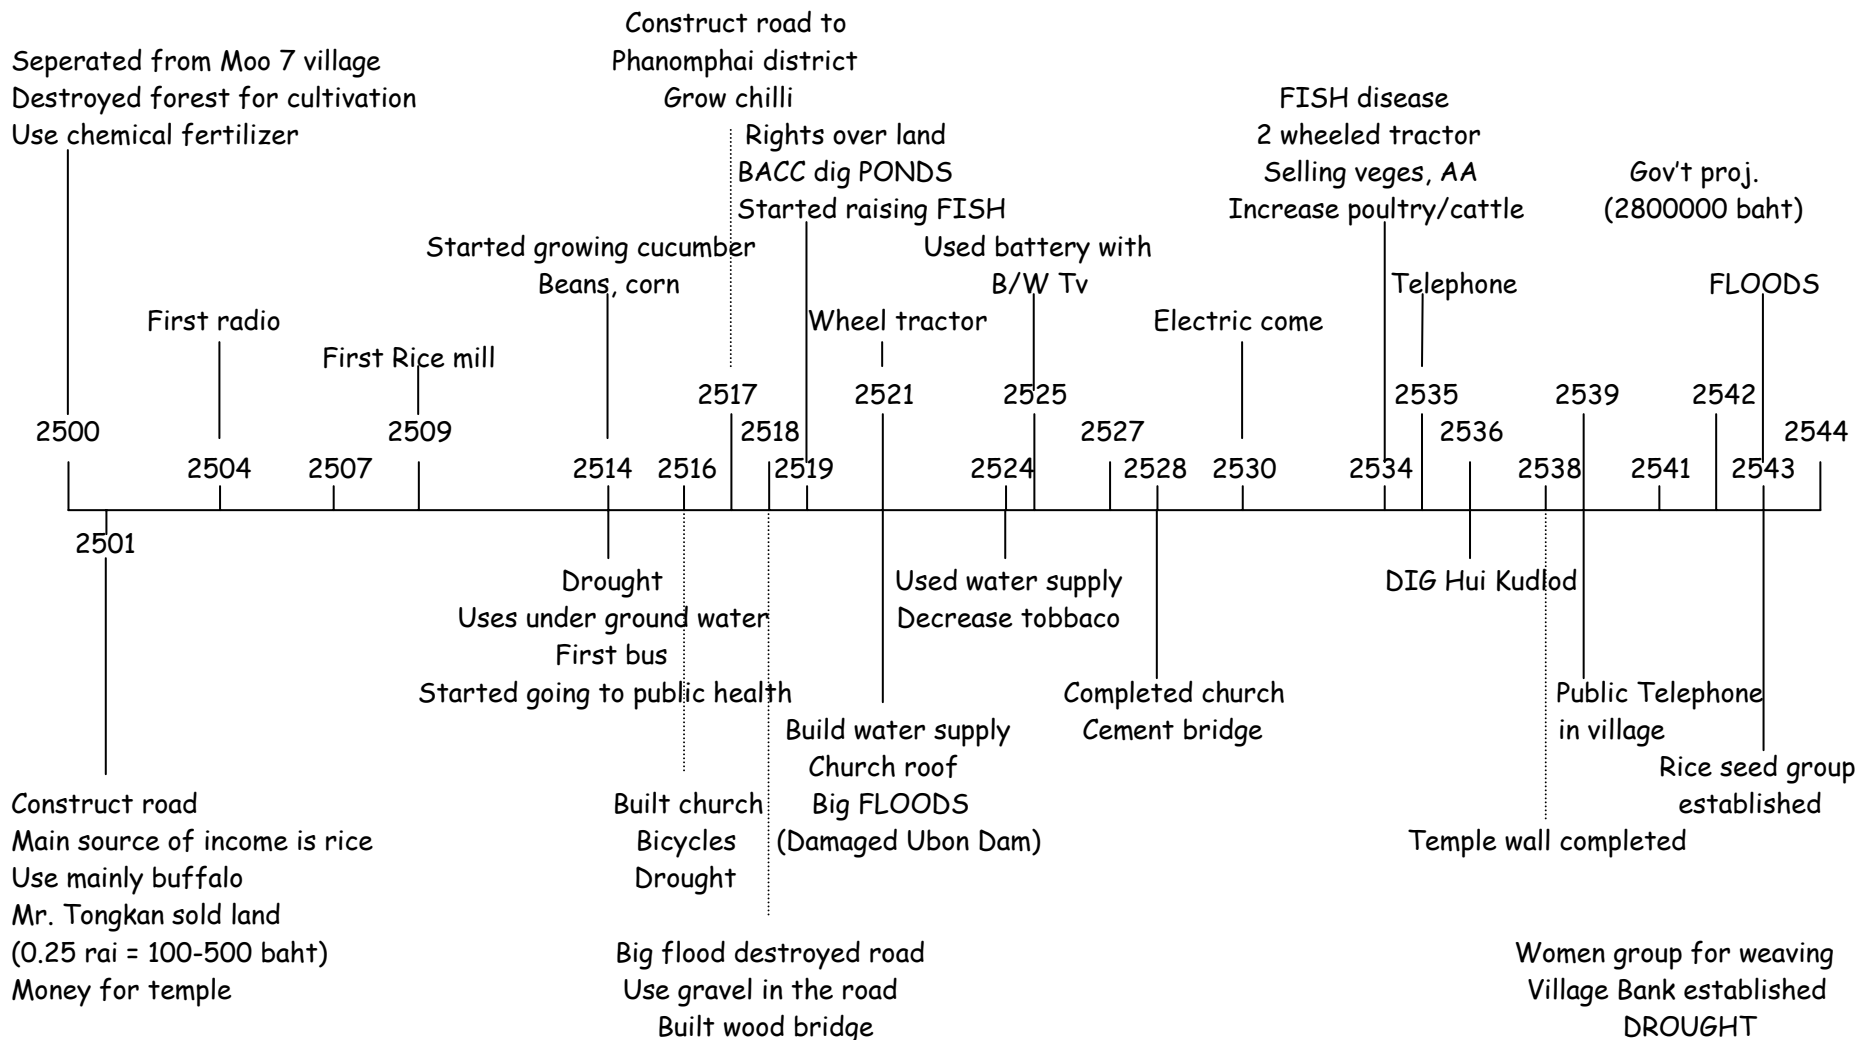 Construct road to
Phanomphai district
Grow chilli
Seperated from Moo 7 village
Destroyed forest for cultivation
Use chemical fertilizer
Rights over land
BACC dig PONDS
Started raising FISH
FISH disease
2 wheeled tractor
Selling veges, AA
Increase poultry/cattle
Gov't proj.
(2800000 baht)
Started growing cucumber
Beans, corn
Used battery with
B/W Tv
Telephone
FLOODS
First radio
Wheel tractor
Electric come
First Rice mill
2517
2521
2525
2535
2539
2542
2500
2509
2518
2527
2536
2544
2504
2507
2514
2516
2519
2524
2528
2530
2534
2538
2541
2543
2501
Drought
Uses under ground water
First bus
Started going to public health
Used water supply
Decrease tobbaco
DIG Hui Kudlod
Completed church
Cement bridge
Public Telephone
in village
Build water supply
Church roof
Big FLOODS
(Damaged Ubon Dam)
Rice seed group
established
Construct road
Main source of income is rice
Use mainly buffalo
Mr. Tongkan sold land
(0.25 rai = 100-500 baht)
Money for temple
Built church
Bicycles
Drought
Temple wall completed
Big flood destroyed road
Use gravel in the road
Built wood bridge
Women group for weaving
Village Bank established
DROUGHT